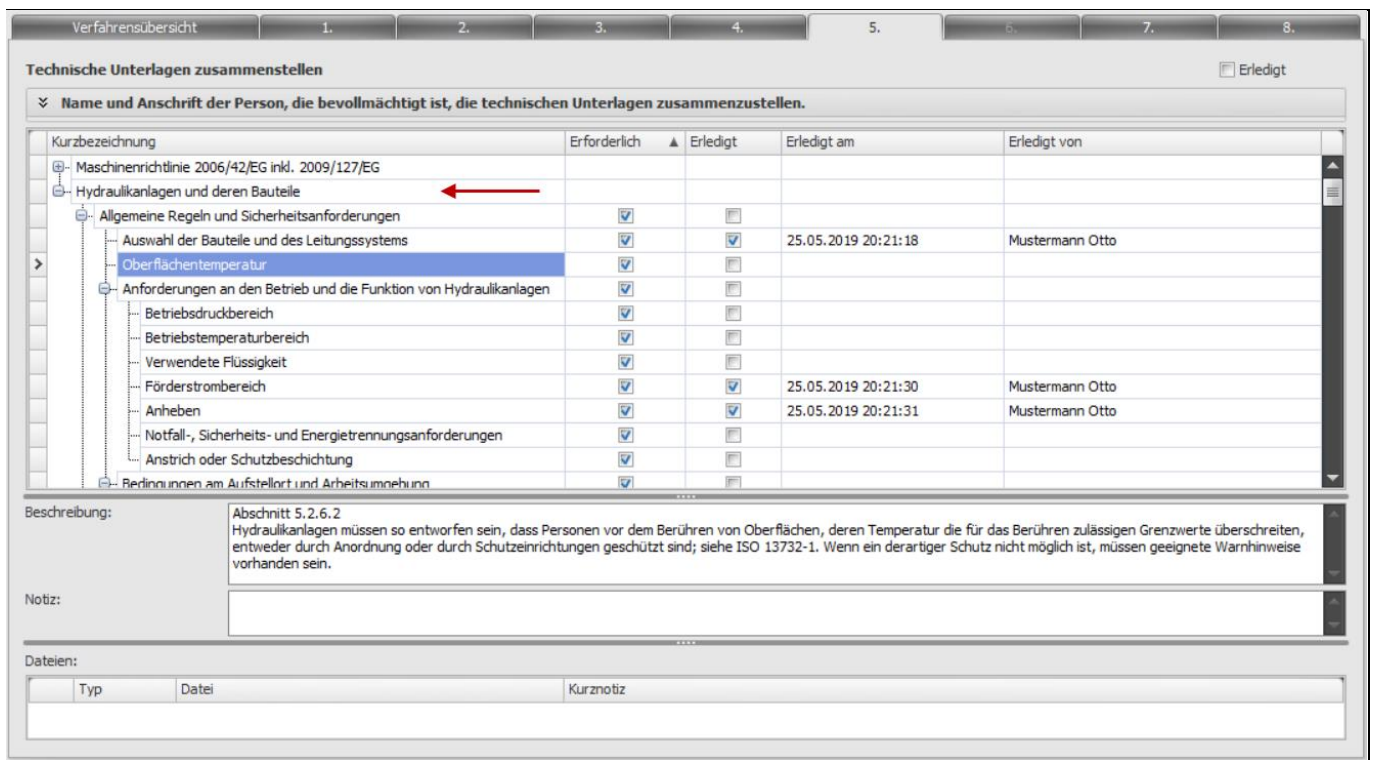 Verfahrensübersicht 1. 2. 3. 4. 5. 6. 7. 8.
Technische Unterlagen zusammenstellen Erledigt
Name und Anschrift der Person, die bevollmächtigt ist, die technischen Unterlagen zusammenzustellen.
Kurzbezeichnung Erforderlich Erledigt Erledigt am Erledigt von
Maschinenrichtlinie 2006/42/EG inkl. 2009/127/EG
Hydraulikanlagen und deren Bauteile
Allgemeine Regeln und Sicherheitsanforderungen
Auswahl der Bauteile und des Leitungssystems 25.05.2019 20:21:18 Mustermann Otto
Oberflächentemperatur
Anforderungen an den Betrieb und die Funktion von Hydraulikanlagen
Betriebsdruckbereich
Betriebstemperaturbereich
Verwendete Flüssigkeit
Förderstrombereich 25.05.2019 20:21:30 Mustermann Otto
Anheben 25.05.2019 20:21:31 Mustermann Otto
Notfall-, Sicherheits- und Energietrennungsanforderungen
Anstrich oder Schutzbeschichtung
Bedingungen am Aufstellort und Arbeitsumgebung
Beschreibung: Abschnitt 5.2.6.2
Hydraulikanlagen müssen so entworfen sein, dass Personen vor dem Berühren von Oberflächen, deren Temperatur die für das Berühren zulässigen Grenzwerte überschreiten,
entweder durch Anordnung oder durch Schutzeinrichtungen geschützt sind; siehe ISO 13732-1. Wenn ein derartiger Schutz nicht möglich ist, müssen geeignete Warnhinweise
vorhanden sein.
Notiz:
Dateien:
Typ Datei Kurznotiz